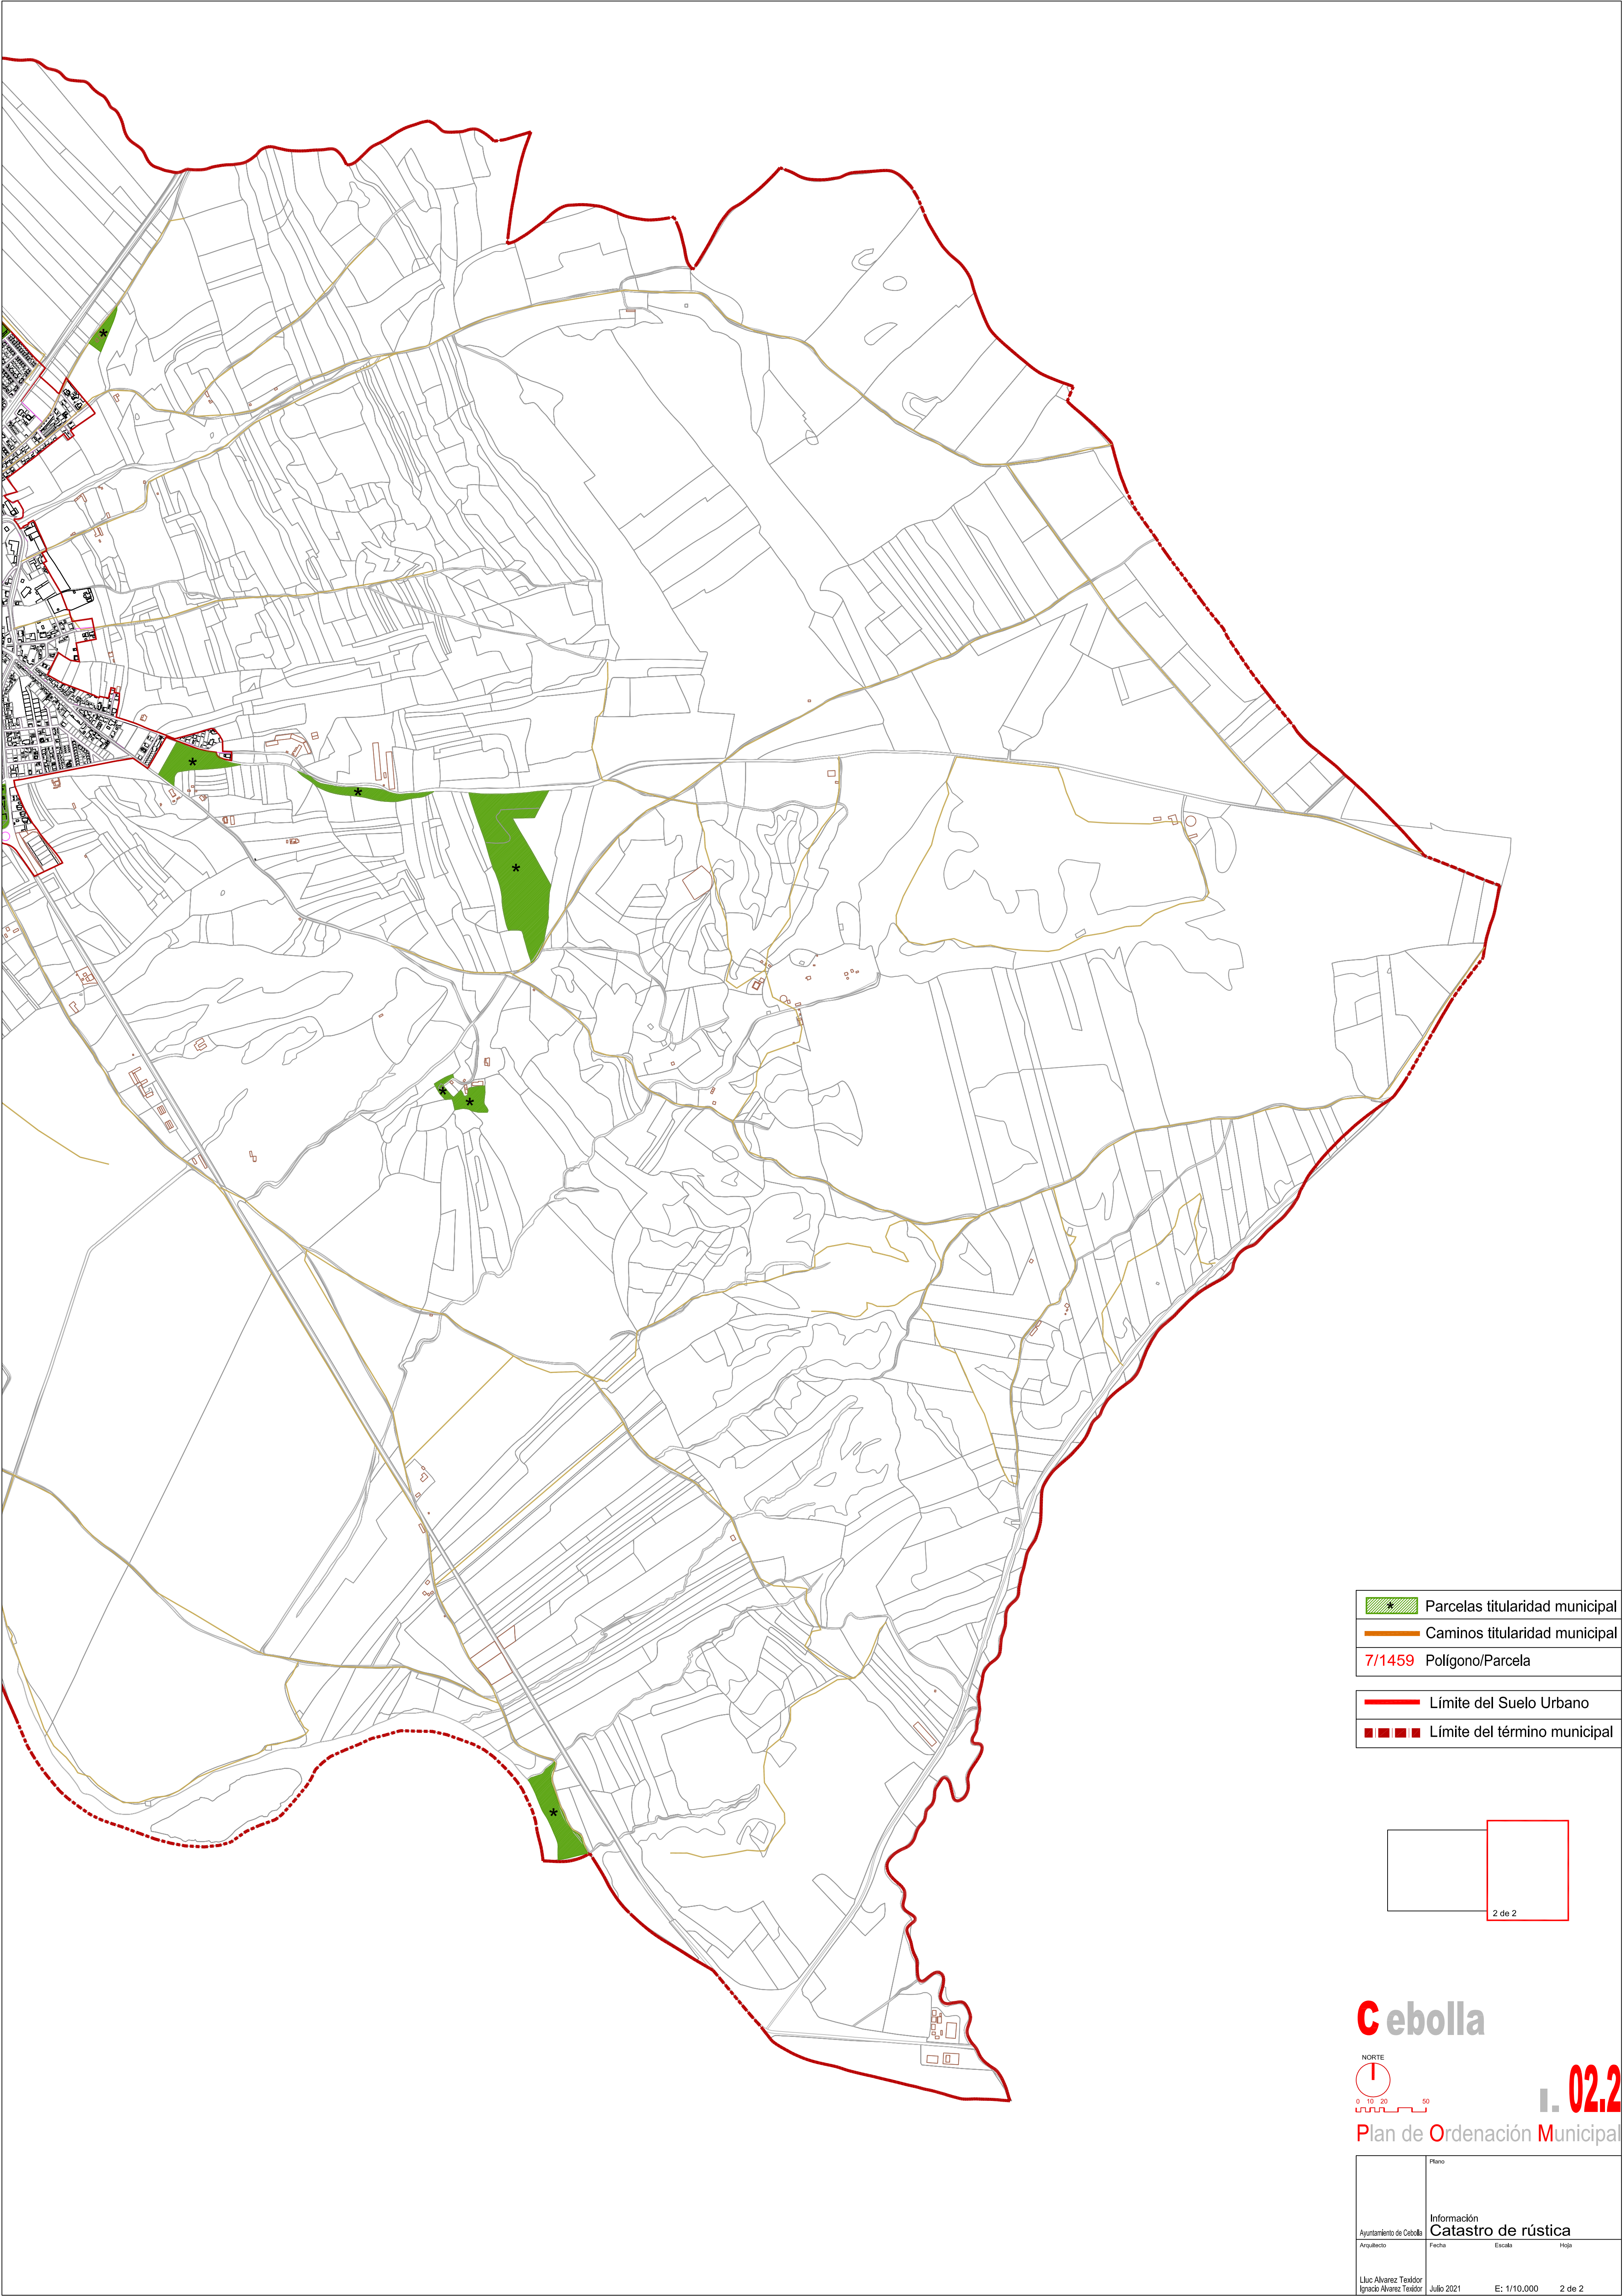 *
*
*
*
*
*
*
* Parcelas titularidad municipal
Caminos titularidad municipal
7/1459 Polígono/Parcela
Límite del Suelo Urbano
Límite del término municipal
2 de 2
Cebolla
NORTE
0 10 20 50
I. 02.2
Plan de Ordenación Municipal
Plano
Información
Ayuntamiento de Cebolla Catastro de rústica
Arquitecto Fecha Escala Hoja
Lluc Alvarez Texidor
Ignacio Alvarez Texidor Julio 2021 E: 1/10.000 2 de 2